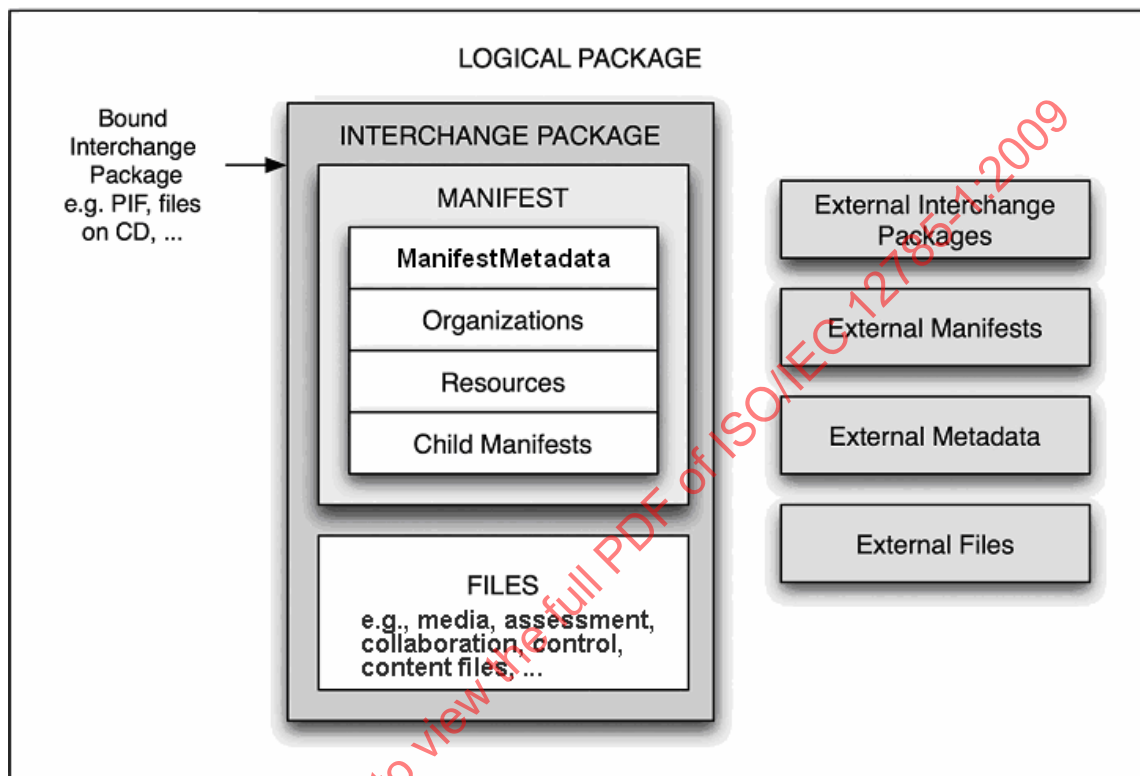 LOGICAL PACKAGE
Bound
Interchange
Package
e.g. PIF, files
on CD, ...
INTERCHANGE PACKAGE
MANIFEST
ManifestMetadata
Organizations
Resources
Child Manifests
FILES
e.g., media, assessment,
collaboration, control,
content files, ...
External Interchange
Packages
External Manifests
External Metadata
External Files
to view the full PDF of ISO/IEC 12785-1:2009